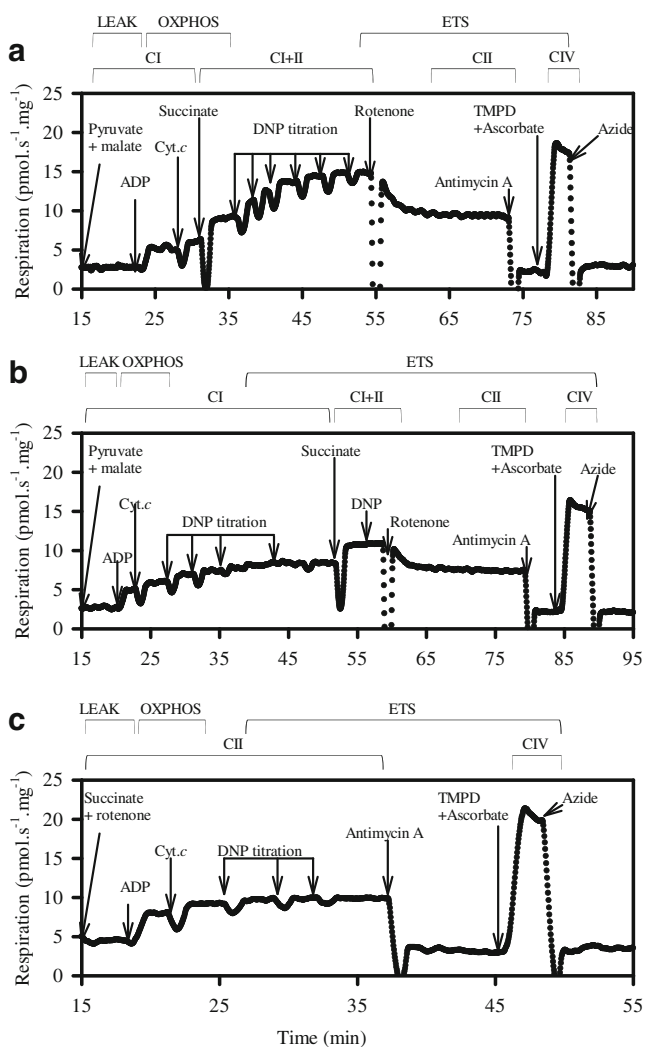 LEAK OXPHOS ETS
a
CI CI+II CII CIV
25
20
15
10
5
0
Respiration (pmol.s⁻¹.mg⁻¹)
Pyruvate
+ malate
ADP
Cyt.c
Succinate
DNP titration
Rotenone
Antimycin A
TMPD
+Ascorbate
Azide
15 25 35 45 55 65 75 85
LEAK OXPHOS ETS
b
CI CI+II CII CIV
25
20
15
10
5
0
Respiration (pmol.s⁻¹.mg⁻¹)
Pyruvate
+ malate
ADP
Cyt.c
DNP titration
Succinate
DNP
Rotenone
Antimycin A
TMPD
+Ascorbate
Azide
15 25 35 45 55 65 75 85 95
LEAK OXPHOS ETS
c
CII CIV
25
20
15
10
5
0
Respiration (pmol.s⁻¹.mg⁻¹)
Succinate
+ rotenone
ADP
Cyt.c
DNP titration
Antimycin A
TMPD
+Ascorbate
Azide
15 25 35 45 55
Time (min)